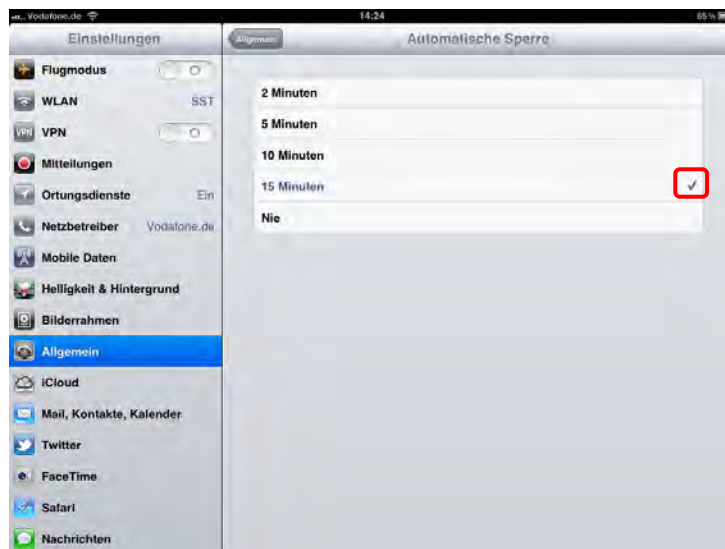 Vodafone.de
14:24
65 %
Einstellungen
Allgemein
Automatische Sperre
Flugmodus
WLAN SST
VPN VPN
Mitteilungen
Ortungsdienste Ein
Netzbetreiber Vodafone.de
Mobile Daten
Helligkeit & Hintergrund
Bilderrahmen
Allgemein
iCloud
Mail, Kontakte, Kalender
Twitter
FaceTime
Safari
Nachrichten
2 Minuten
5 Minuten
10 Minuten
15 Minuten
Nie